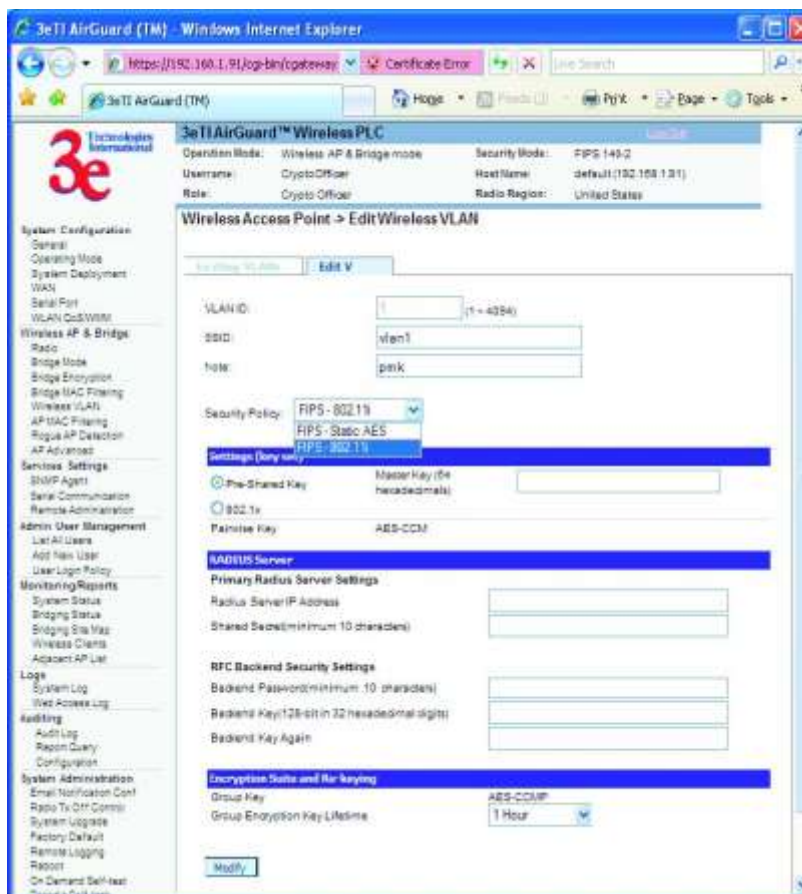 3eTI AirGuard (TM) - Windows Internet Explorer
https://192.168.1.91/cgi-bin/cgateway
Certificate Error
Live Search
3eTI AirGuard (TM)
Home
Print
Page
Tools
3e
Technologies
International
3eTI AirGuard™ Wireless PLC
Operation Mode: Wireless AP & Bridge mode
Security Mode: FIPS 140-2
Username: CryptoOfficer
Host Name: default (192.168.1.91)
Role: Crypto Officer
Radio Region: United States
Wireless Access Point -> Edit Wireless VLAN
System Configuration
General
Operating Mode
System Deployment
WAN
Serial Port
WLAN QoS/WMM
Wireless AP & Bridge
Radio
Bridge Mode
Bridge Encryption
Bridge MAC Filtering
Wireless VLAN
AP MAC Filtering
Rogue AP Detection
AP Advanced
Services Settings
SNMP Agent
Serial Communication
Remote Administration
Admin User Management
List All Users
Add New User
User Login Policy
Monitoring/Reports
System Status
Bridging Status
Bridging Site Map
Wireless Clients
Adjacent AP List
Logs
System Log
Web Access Log
Auditing
Audit Log
Report Query
Configuration
System Administration
Email Notification Conf
Radio Tx Off Control
System Upgrade
Factory Default
Remote Logging
Reboot
On Demand Self-test
Periodic Self-test
Edit V
VLAN ID: 1 (1 ~ 4094)
SSID: vlan1
Note: pmk
Security Policy: FIPS - 802.11i
FIPS - Static AES
FIPS - 802.11i
Pre-Shared Key
Master Key (64 hexadecimals)
802.1x
Pairwise Key AES-CCM
RADIUS Server
Primary Radius Server Settings
Radius Server IP Address
Shared Secret(minimum 10 characters)
RFC Backend Security Settings
Backend Password(minimum 10 characters)
Backend Key(128-bit in 32 hexadecimal digits)
Backend Key Again
Encryption Suite and Re-keying
Group Key AES-CCMP
Group Encryption Key Lifetime 1 Hour
Modify